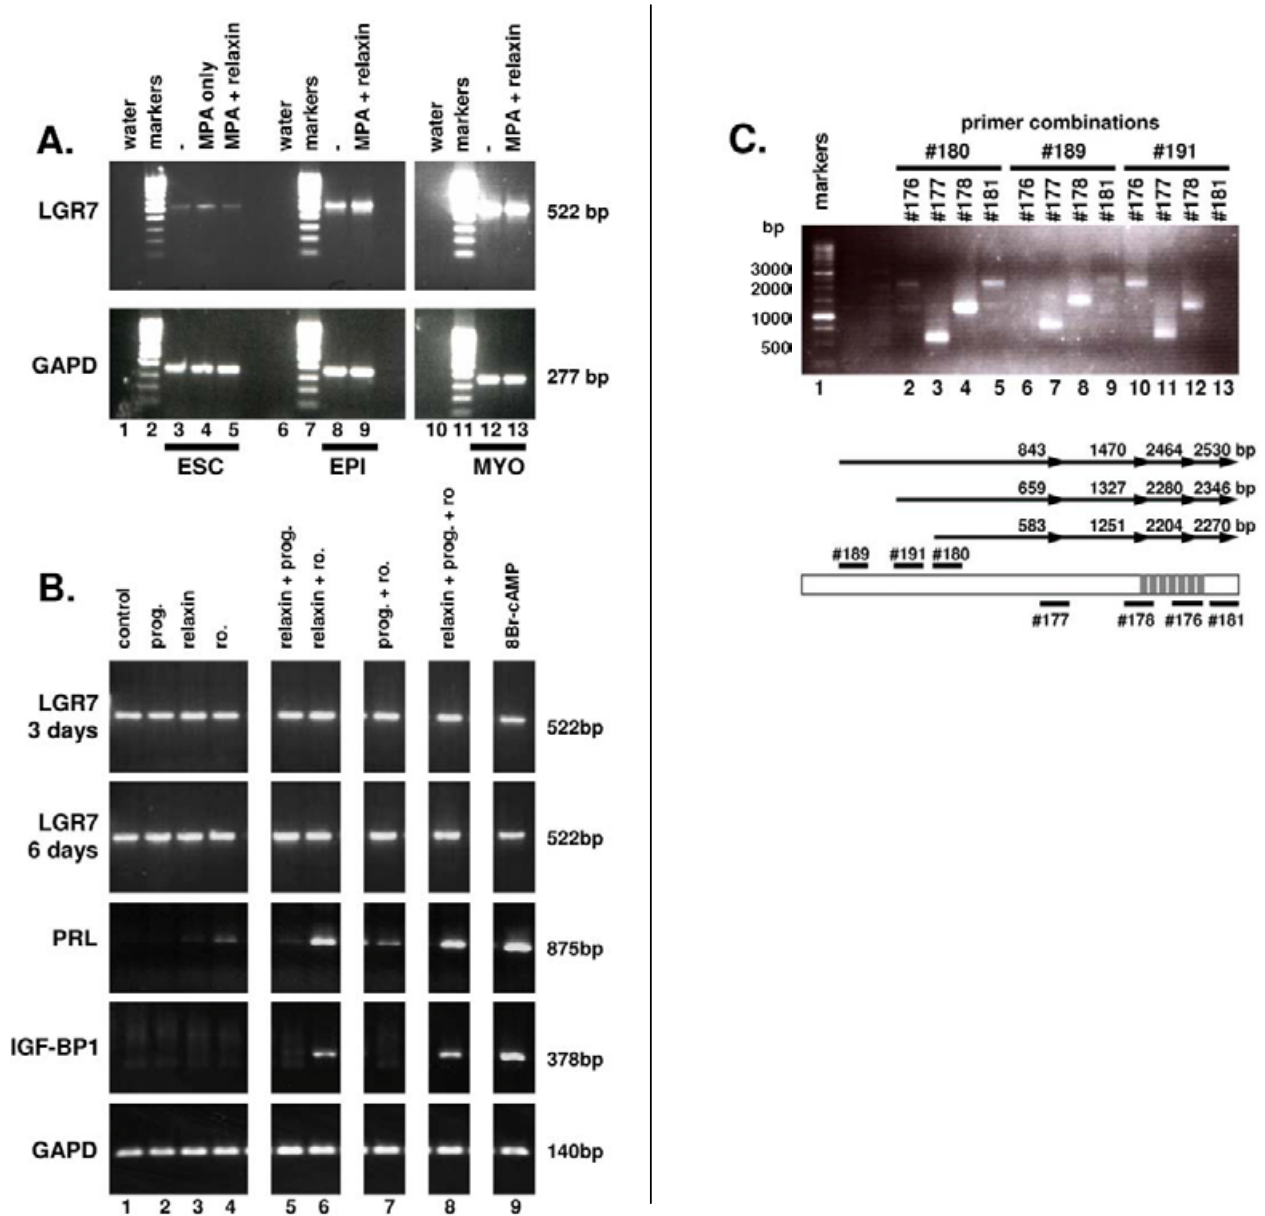 A.
water
markers
-
MPA only
MPA + relaxin
water
markers
-
MPA + relaxin
water
markers
-
MPA + relaxin
LGR7
522 bp
GAPD
277 bp
1 2 3 4 5 6 7 8 9 10 11 12 13
ESC EPI MYO
B.
control
prog.
relaxin
ro.
relaxin + prog.
relaxin + ro.
prog. + ro.
relaxin + prog. + ro
8Br-cAMP
LGR7
3 days
522bp
LGR7
6 days
522bp
PRL
875bp
IGF-BP1
378bp
GAPD
140bp
1 2 3 4 5 6 7 8 9
C.
primer combinations
#180 #189 #191
markers
#176
#177
#178
#181
#176
#177
#178
#181
#176
#177
#178
#181
bp
3000
2000
1000
500
1 2 3 4 5 6 7 8 9 10 11 12 13
843 1470 2464 2530 bp
659 1327 2280 2346 bp
583 1251 2204 2270 bp
#189 #191 #180
#177 #178 #176 #181